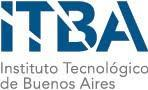 ITBA
Instituto Tecnológico
de Buenos Aires